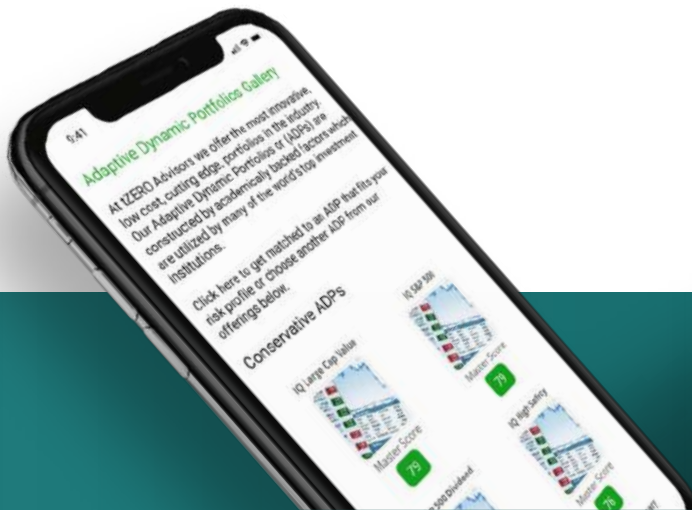 9:41
Adaptive Dynamic Portfolios Gallery
At tZERO Advisors we offer the most innovative,
low cost, cutting edge, portfolios in the industry.
Our Adaptive Dynamic Portfolios or (ADPs) are
constructed by academically backed factors which
are utilized by many of the world's top investment
institutions.
Click here to get matched to an ADP that fits your
risk profile or choose another ADP from our
offerings below.
Conservative ADPs
IQ Large Cap Value
Master Score
79
IQ S&P 500
Master Score
79
500 Dividend
IQ High Safety
Master Score
76